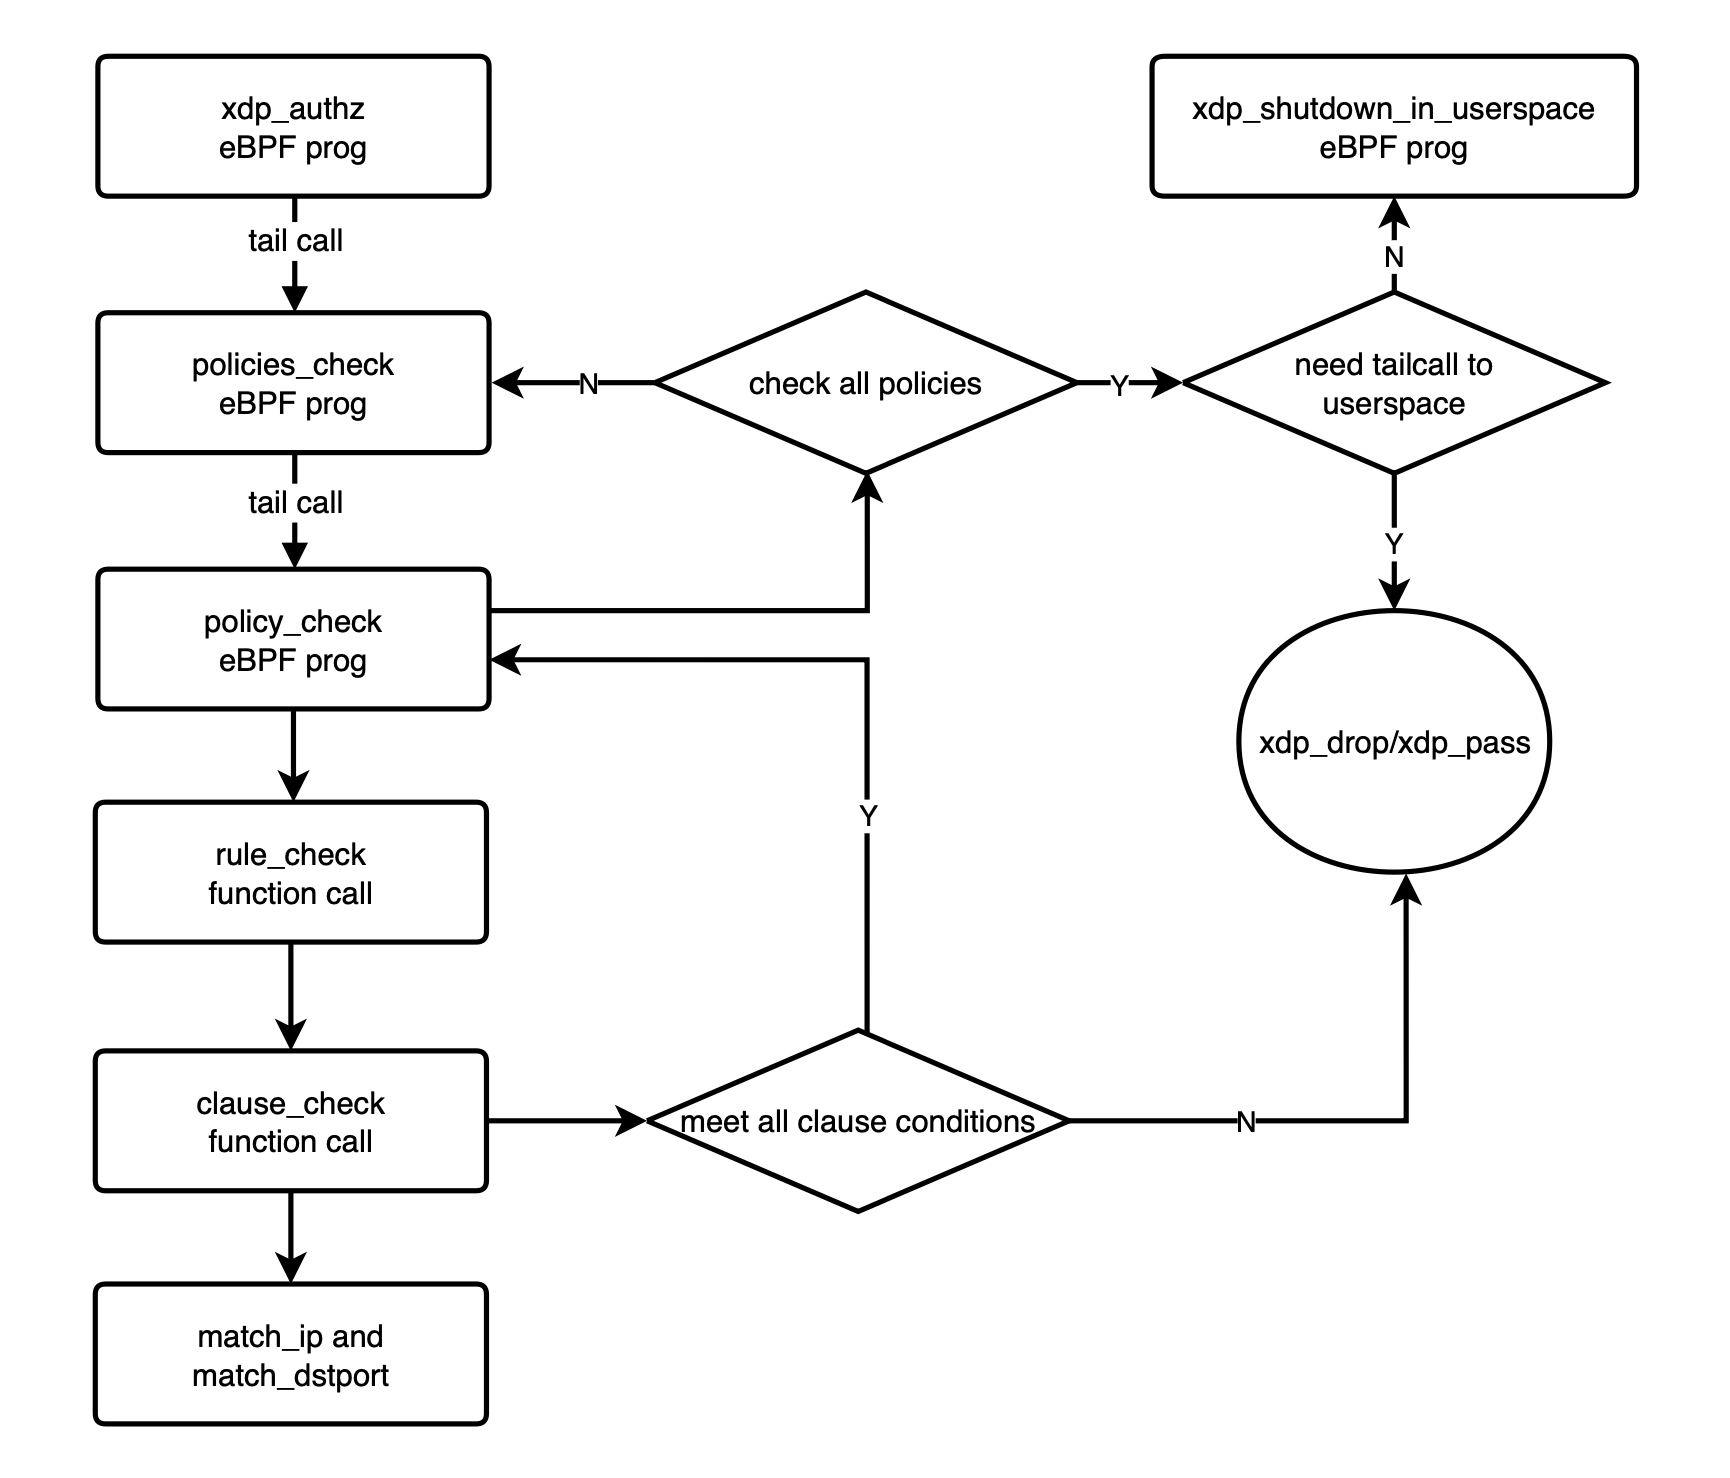 xdp_authz
eBPF prog
xdp_shutdown_in_userspace
eBPF prog
tail call
N
policies_check
eBPF prog
N
check all policies
Y
need tailcall to
userspace
tail call
Y
policy_check
eBPF prog
xdp_drop/xdp_pass
Y
rule_check
function call
clause_check
function call
meet all clause conditions
N
match_ip and
match_dstport